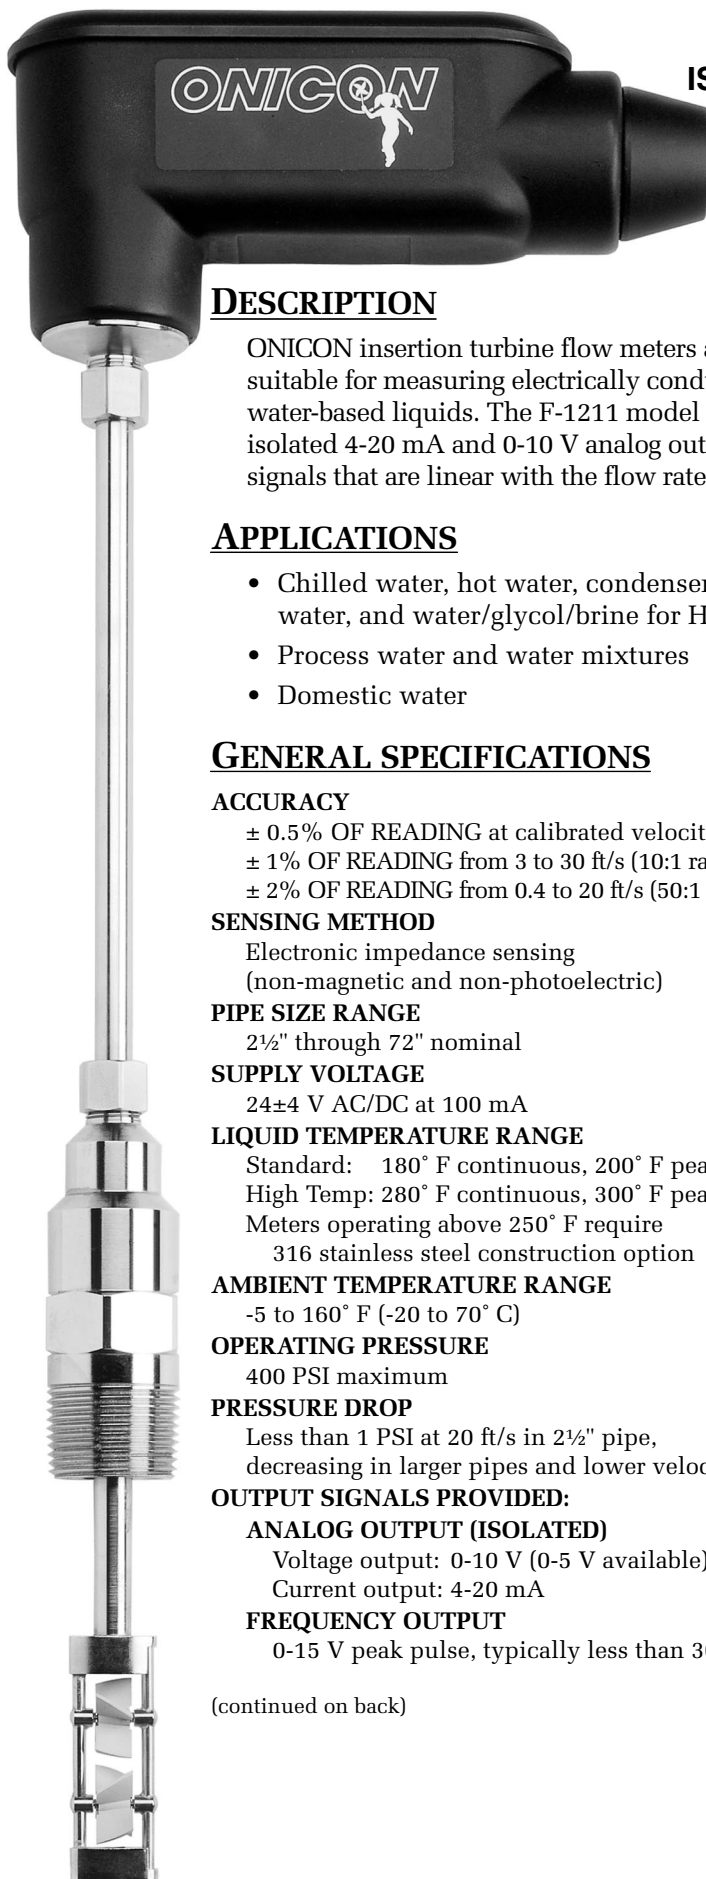 ONICON
IS
DESCRIPTION
ONICON insertion turbine flow meters a
suitable for measuring electrically cond
water-based liquids. The F-1211 model
isolated 4-20 mA and 0-10 V analog out
signals that are linear with the flow rate
APPLICATIONS
• Chilled water, hot water, condenser
water, and water/glycol/brine for H
• Process water and water mixtures
• Domestic water
GENERAL SPECIFICATIONS
ACCURACY
± 0.5% OF READING at calibrated velocit
± 1% OF READING from 3 to 30 ft/s (10:1 ra
± 2% OF READING from 0.4 to 20 ft/s (50:1
SENSING METHOD
Electronic impedance sensing
(non-magnetic and non-photoelectric)
PIPE SIZE RANGE
2½" through 72" nominal
SUPPLY VOLTAGE
24±4 V AC/DC at 100 mA
LIQUID TEMPERATURE RANGE
Standard: 180˚ F continuous, 200˚ F pea
High Temp: 280˚ F continuous, 300˚ F pea
Meters operating above 250˚ F require
316 stainless steel construction option
AMBIENT TEMPERATURE RANGE
-5 to 160˚ F (-20 to 70˚ C)
OPERATING PRESSURE
400 PSI maximum
PRESSURE DROP
Less than 1 PSI at 20 ft/s in 2½" pipe,
decreasing in larger pipes and lower veloc
OUTPUT SIGNALS PROVIDED:
ANALOG OUTPUT (ISOLATED)
Voltage output: 0-10 V (0-5 V available)
Current output: 4-20 mA
FREQUENCY OUTPUT
0-15 V peak pulse, typically less than 30
(continued on back)